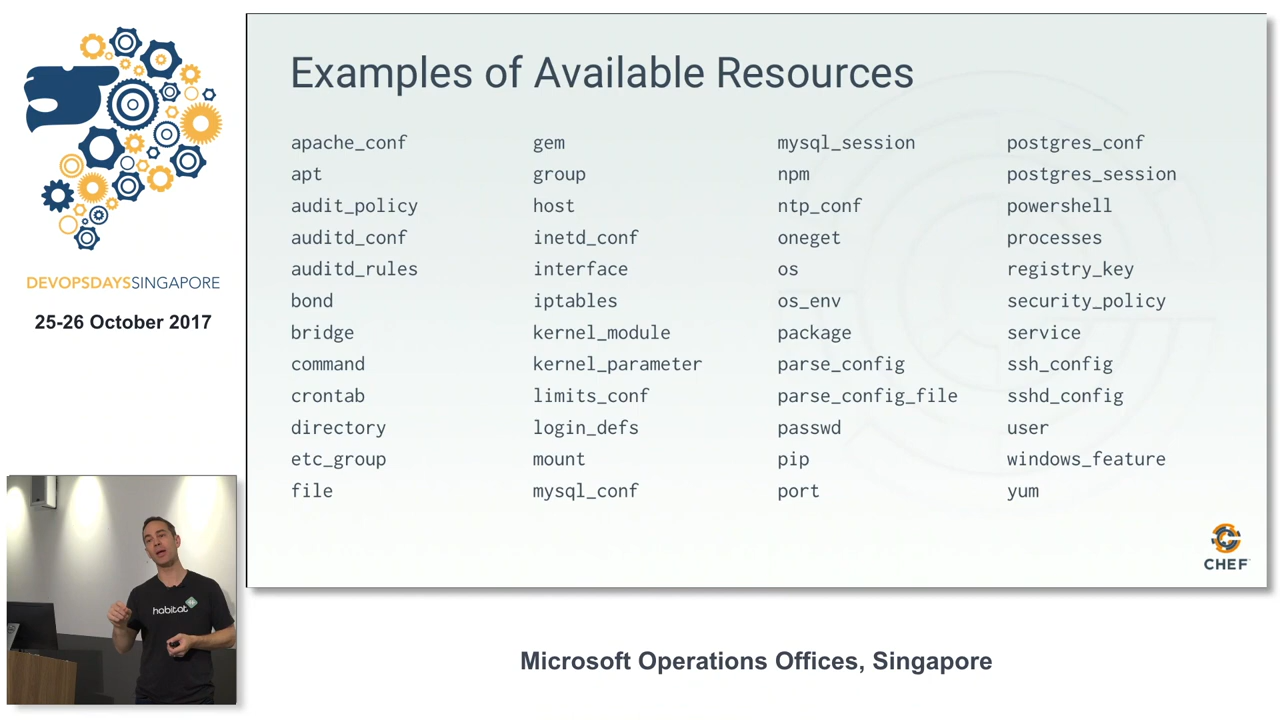 DEVOPSDAYSSINGAPORE
25-26 October 2017
Examples of Available Resources
apache_conf
apt
audit_policy
auditd_conf
auditd_rules
bond
bridge
command
crontab
directory
etc_group
file
gem
group
host
inetd_conf
interface
iptables
kernel_module
kernel_parameter
limits_conf
login_defs
mount
mysql_conf
mysql_session
npm
ntp_conf
oneget
os
os_env
package
parse_config
parse_config_file
passwd
pip
port
postgres_conf
postgres_session
powershell
processes
registry_key
security_policy
service
ssh_config
sshd_config
user
windows_feature
yum
CHEF
habitat
Microsoft Operations Offices, Singapore